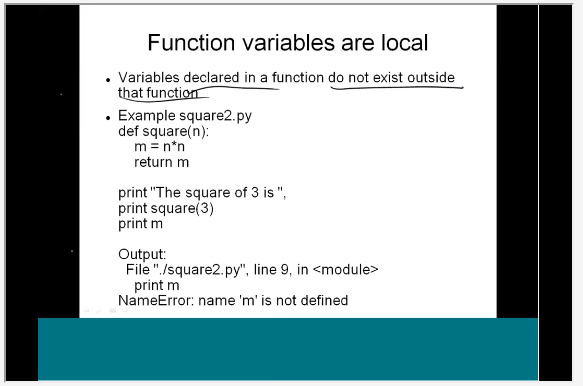 Function variables are local
• Variables declared in a function do not exist outside
that function
• Example square2.py
def square(n):
m = n*n
return m
print "The square of 3 is ",
print square(3)
print m
Output:
File "./square2.py", line 9, in <module>
print m
NameError: name 'm' is not defined